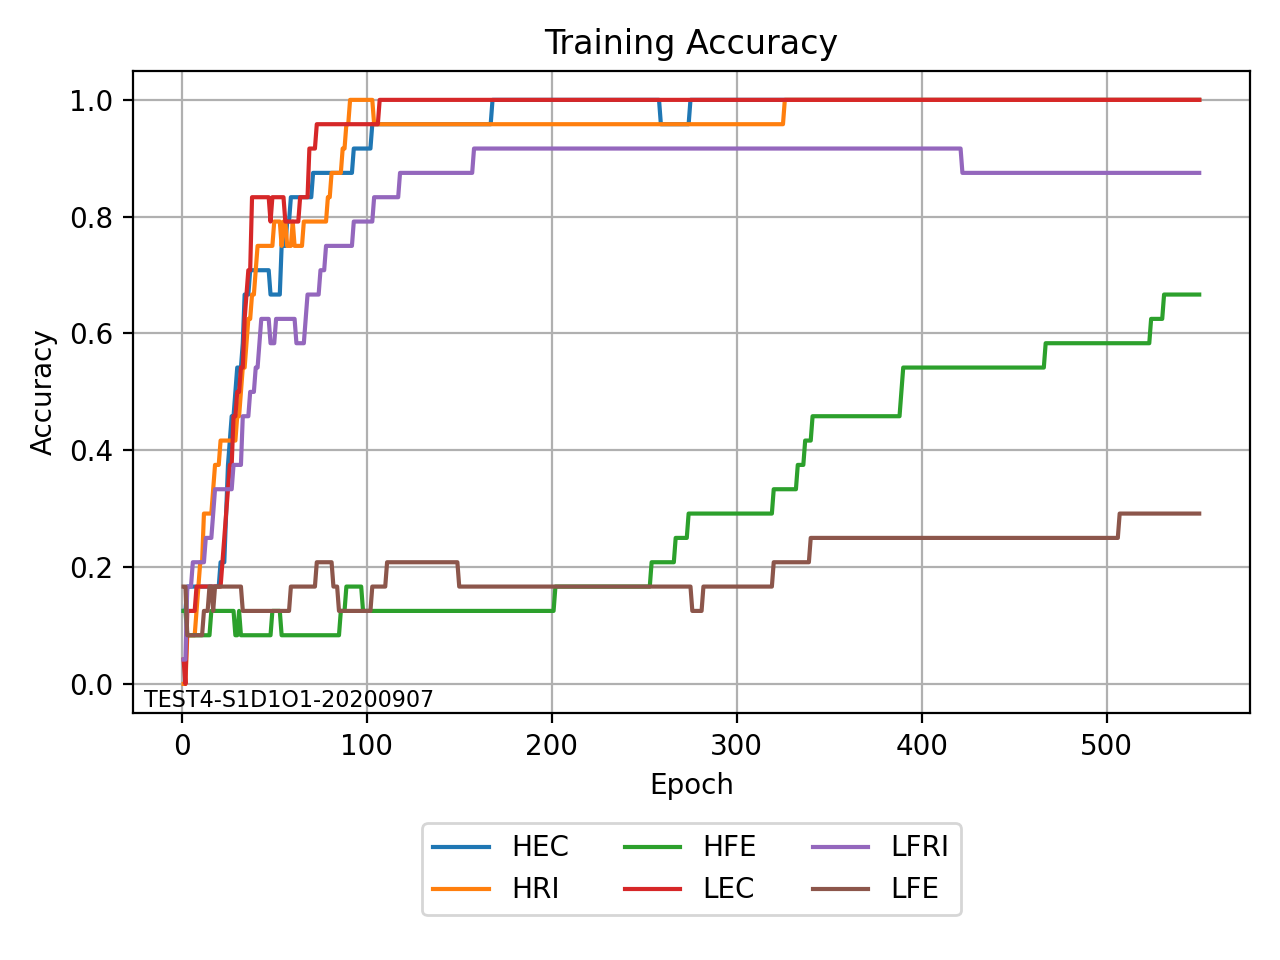 Training Accuracy
Accuracy
1.0
0.8
0.6
0.4
0.2
0.0
TEST4-S1D1O1-20200907
0 100 200 300 400 500
Epoch
HEC HFE LFRI
HRI LEC LFE